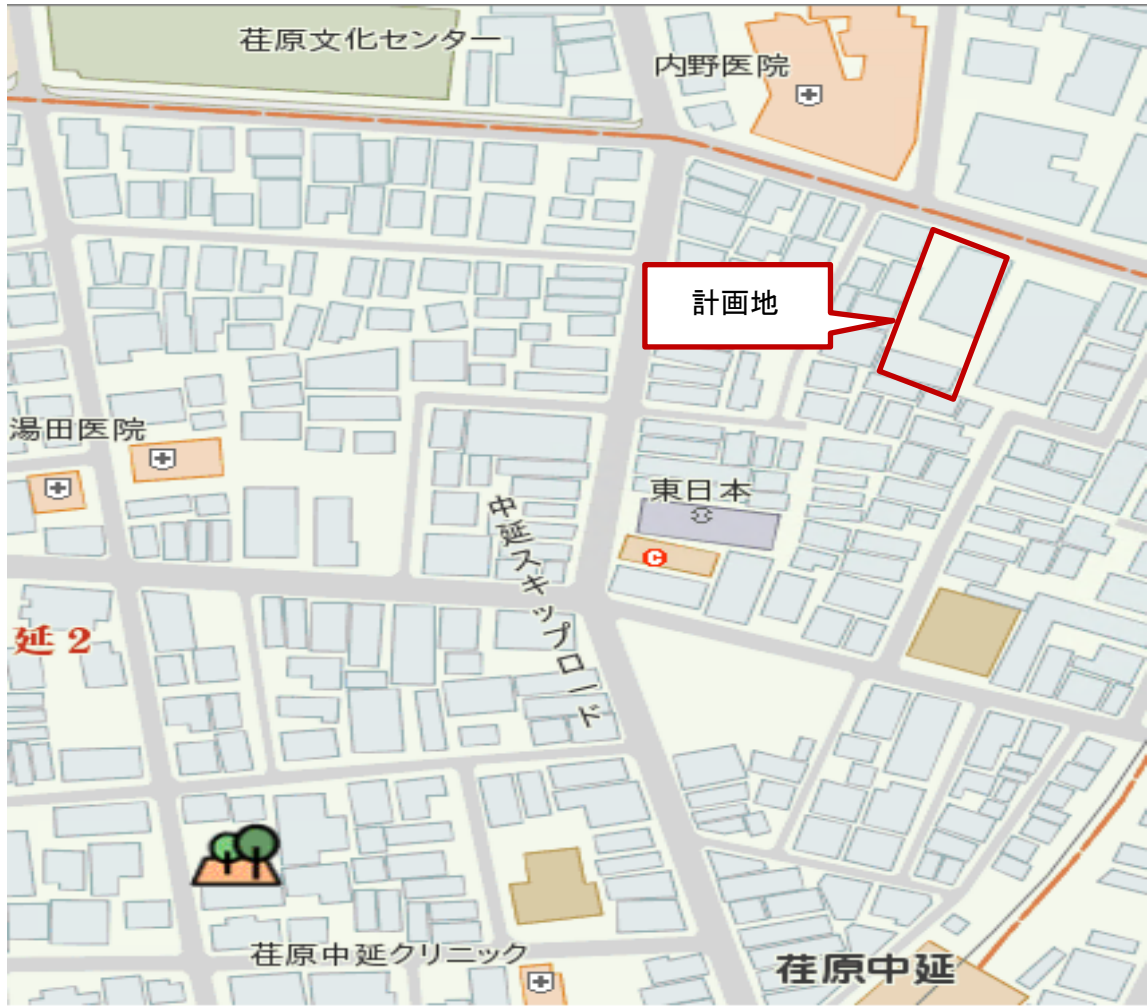 荏原文化センター
内野医院
計画地
湯田医院
東日本
C
中延スキップロード
延2
荏原中延クリニック
荏原中延